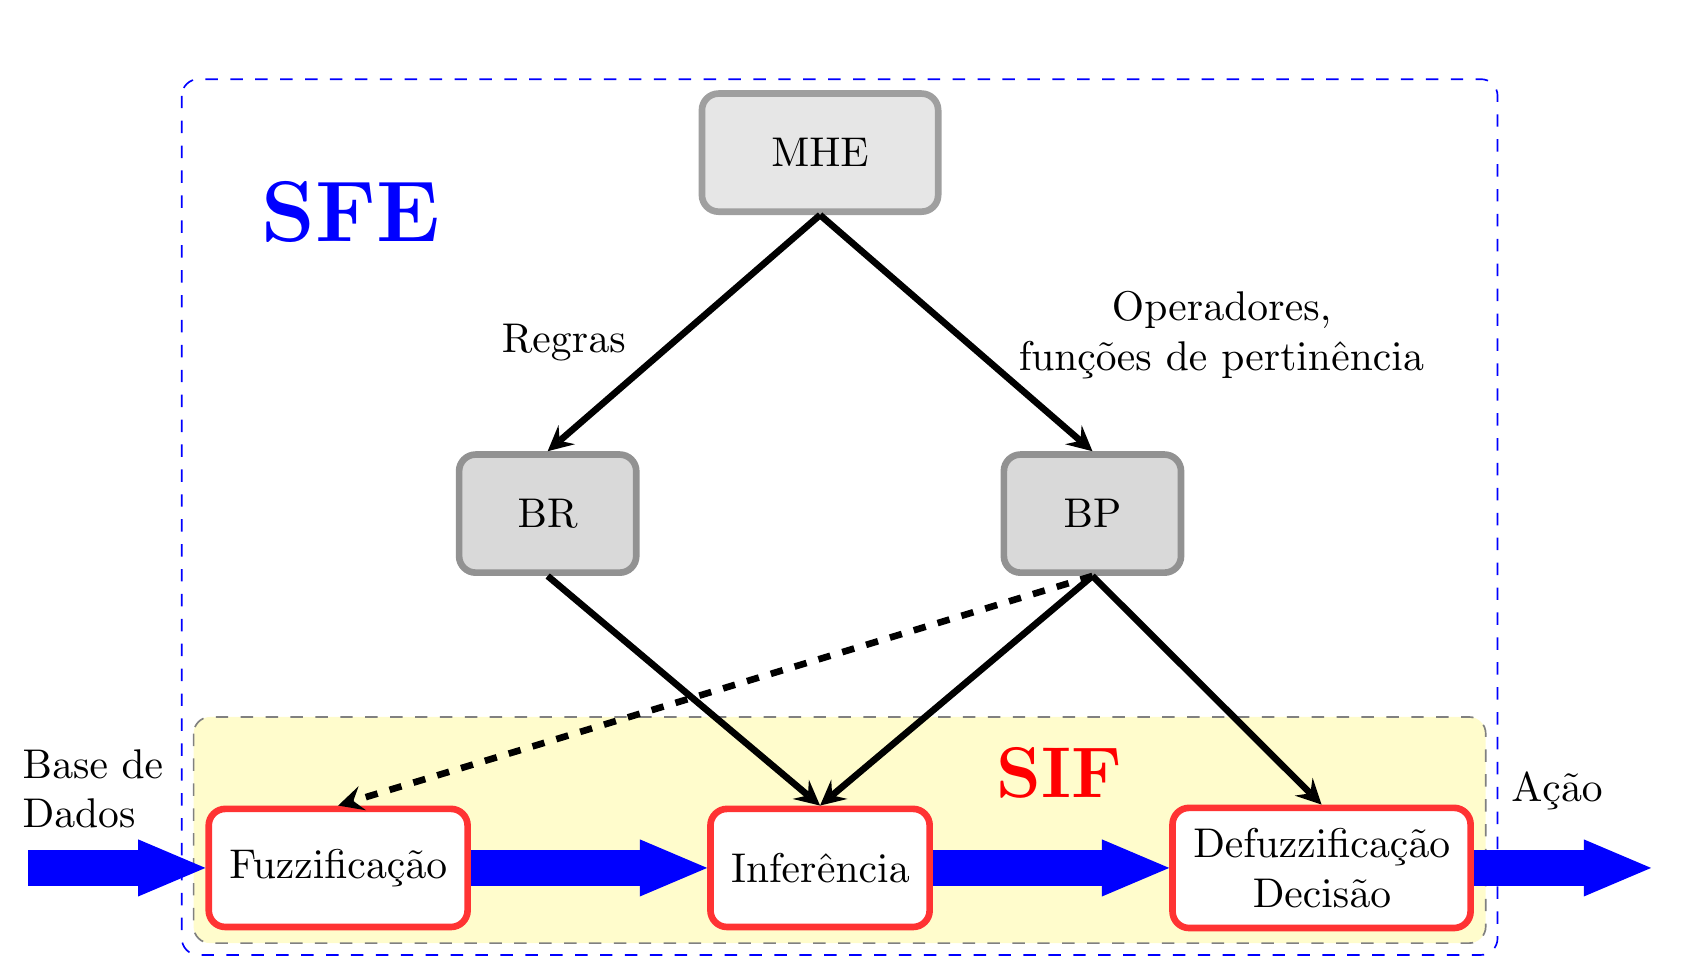 MHE
SFE
Regras
Operadores,
funções de pertinência
BR
BP
SIF
Base de
Dados
Ação
Fuzzificação
Inferência
Defuzzificação
Decisão